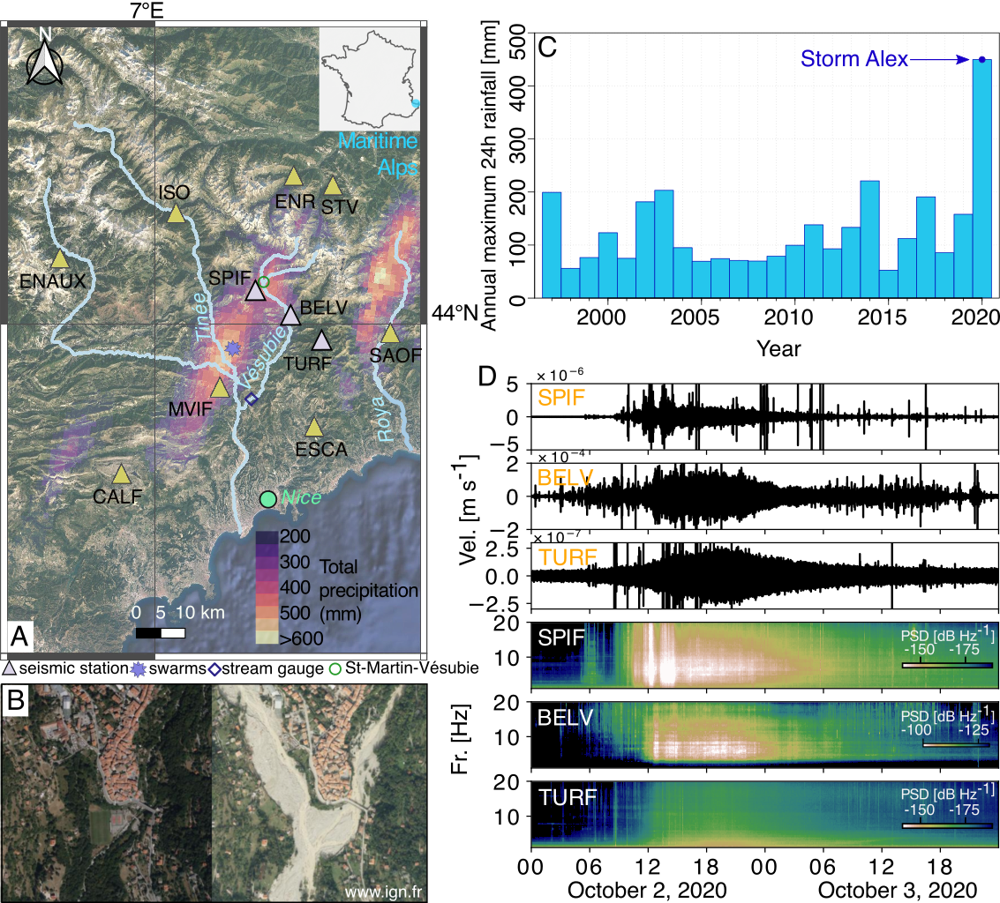 7°E
N
Maritime
Alps
ISO
ENR
STV
ENAUX
SPIF
BELV
44°N
Tinée
Vésubie
TURF
SAOF
MVIF
Roya
ESCA
CALF
Nice
200
300
400
500
>600
Total
precipitation
(mm)
0 5 10 km
A
seismic station
swarms
stream gauge
St-Martin-Vésubie
B
www.ign.fr
C
Annual maximum 24h rainfall [mm]
0
100
200
300
400
500
Storm Alex
2000 2005 2010 2015 2020
Year
D
× 10⁻⁶
5
0
−5
SPIF
× 10⁻⁴
2
0
−2
BELV
× 10⁻⁷
2.5
0.0
−2.5
TURF
Vel. [m s⁻¹]
20
10
SPIF
PSD [dB Hz⁻¹]
-150 -175
20
10
BELV
PSD [dB Hz⁻¹]
-100 -125
20
10
TURF
PSD [dB Hz⁻¹]
-150 -175
Fr. [Hz]
00 06 12 18 00 06 12 18
October 2, 2020 October 3, 2020